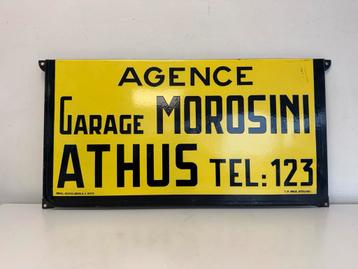 AGENCE
GARAGE MOROSINI
ATHUS TEL: 123